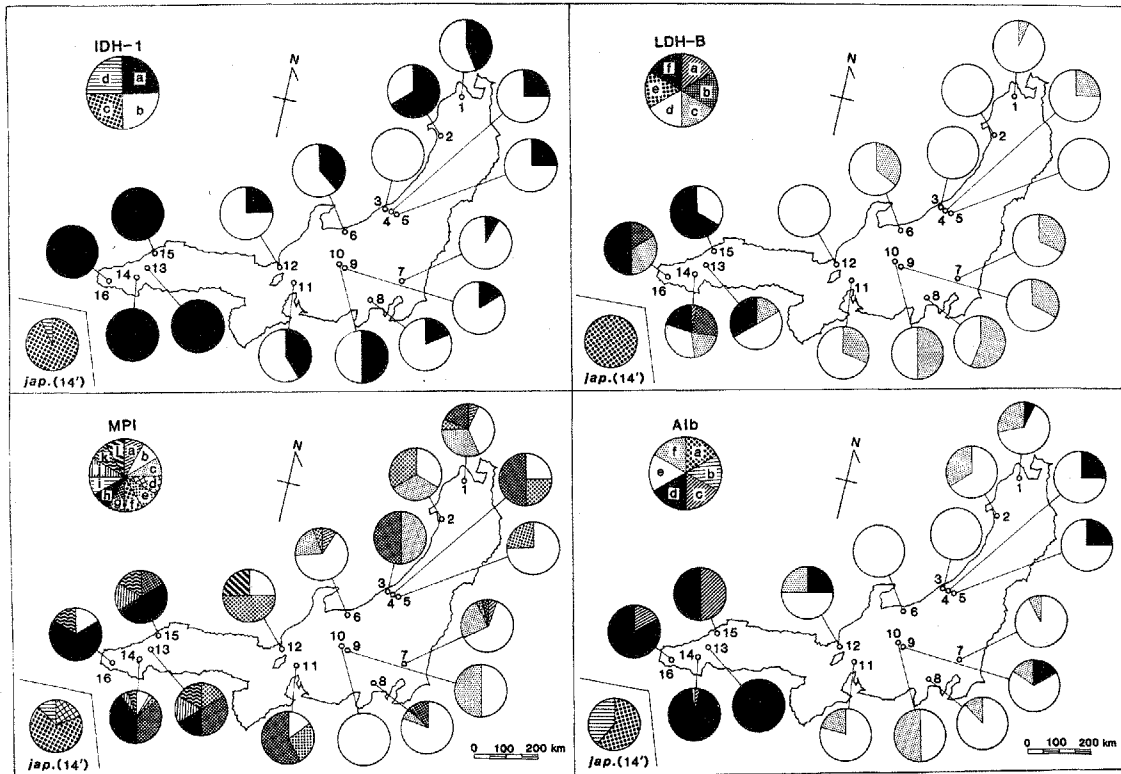 IDH-1
a
b
c
d
N
1
2
3
4
5
6
7
8
9
10
11
12
13
14
15
16
jap.(14')
LDH-B
a
b
c
d
e
f
N
1
2
3
4
5
6
7
8
9
10
11
12
13
14
15
16
jap.(14')
MPI
a
b
c
d
e
f
g
h
i
j
k
l
N
1
2
3
4
5
6
7
8
9
10
11
12
13
14
15
16
jap.(14')
0 100 200 km
Alb
a
b
c
d
e
f
N
1
2
3
4
5
6
7
8
9
10
11
12
13
14
15
16
jap.(14')
0 100 200 km